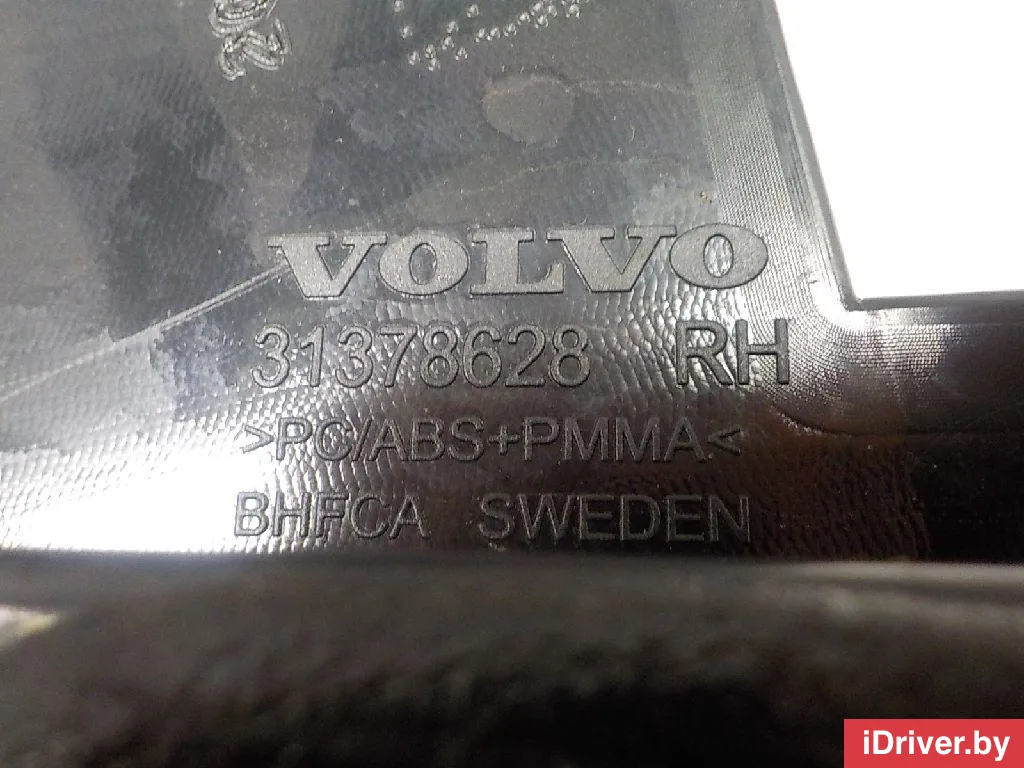 VOLVO
31378628 RH
>PC/ABS+PMMA<
BHFCA SWEDEN
iDriver.by